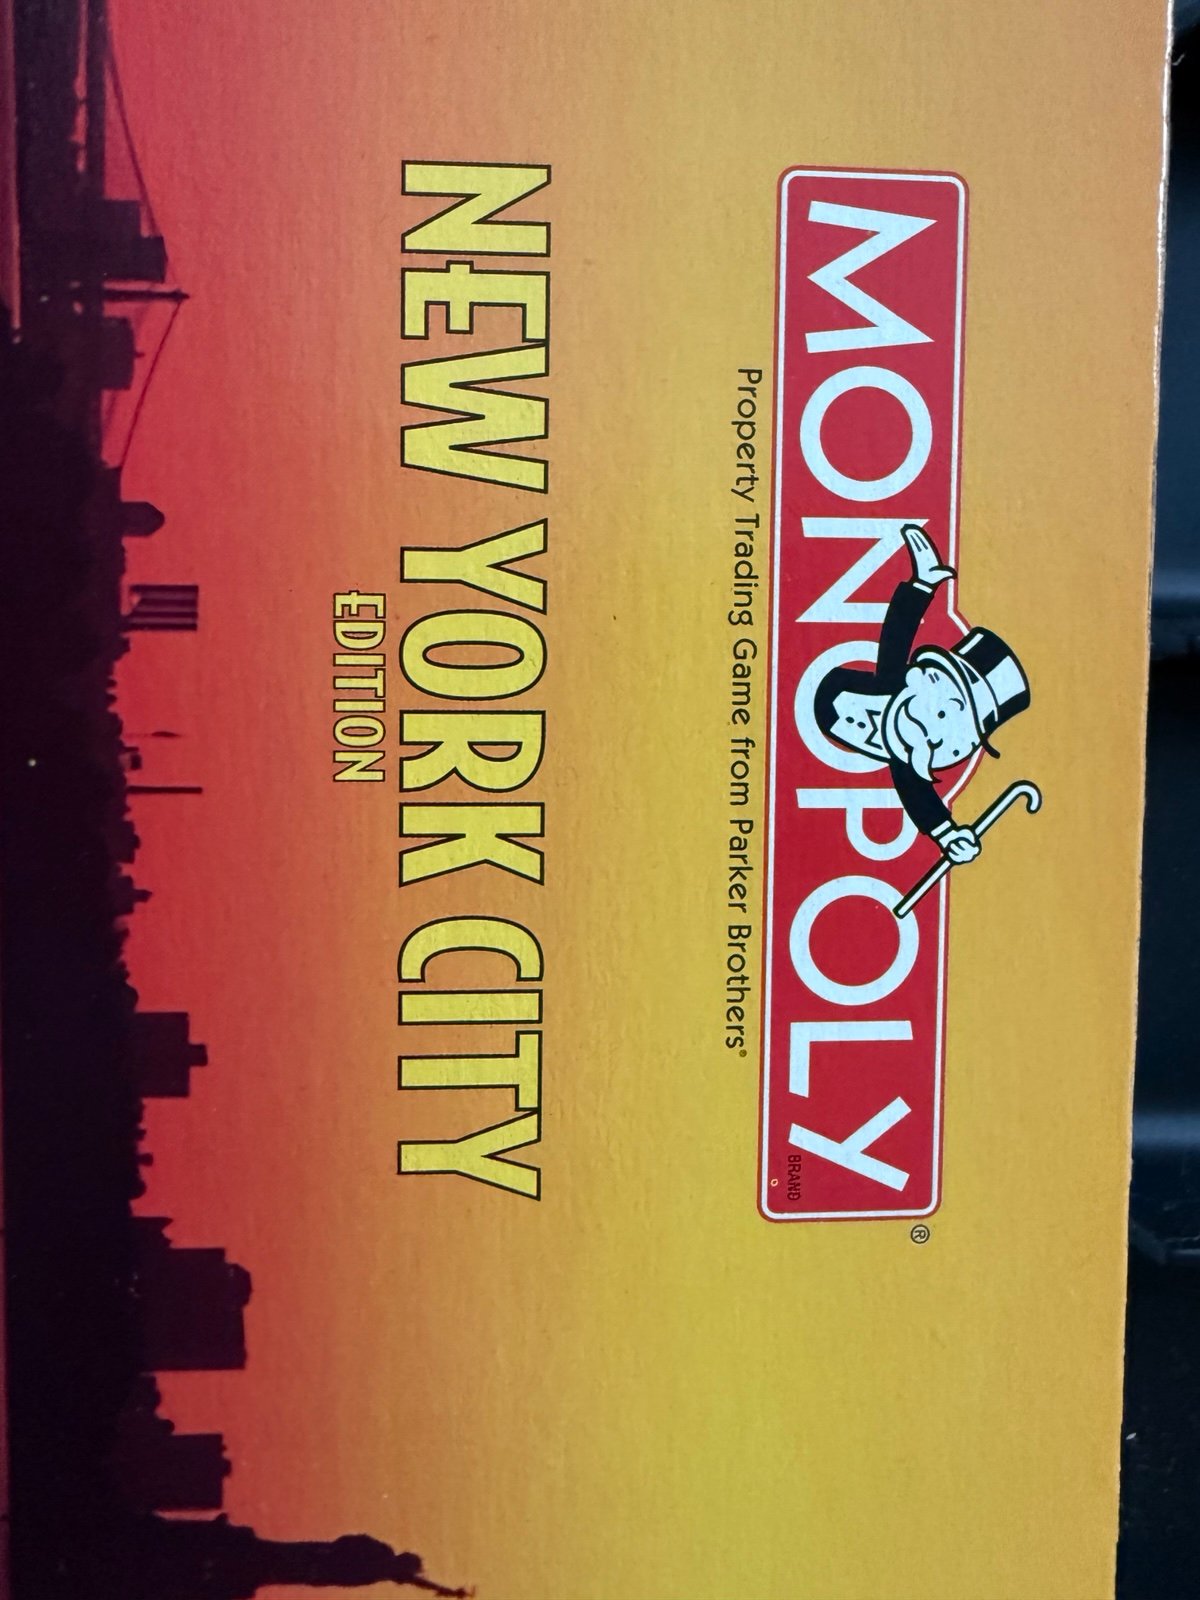 MONOPOLY
BRAND
®
Property Trading Game from Parker Brothers®
NEW YORK CITY
EDITION